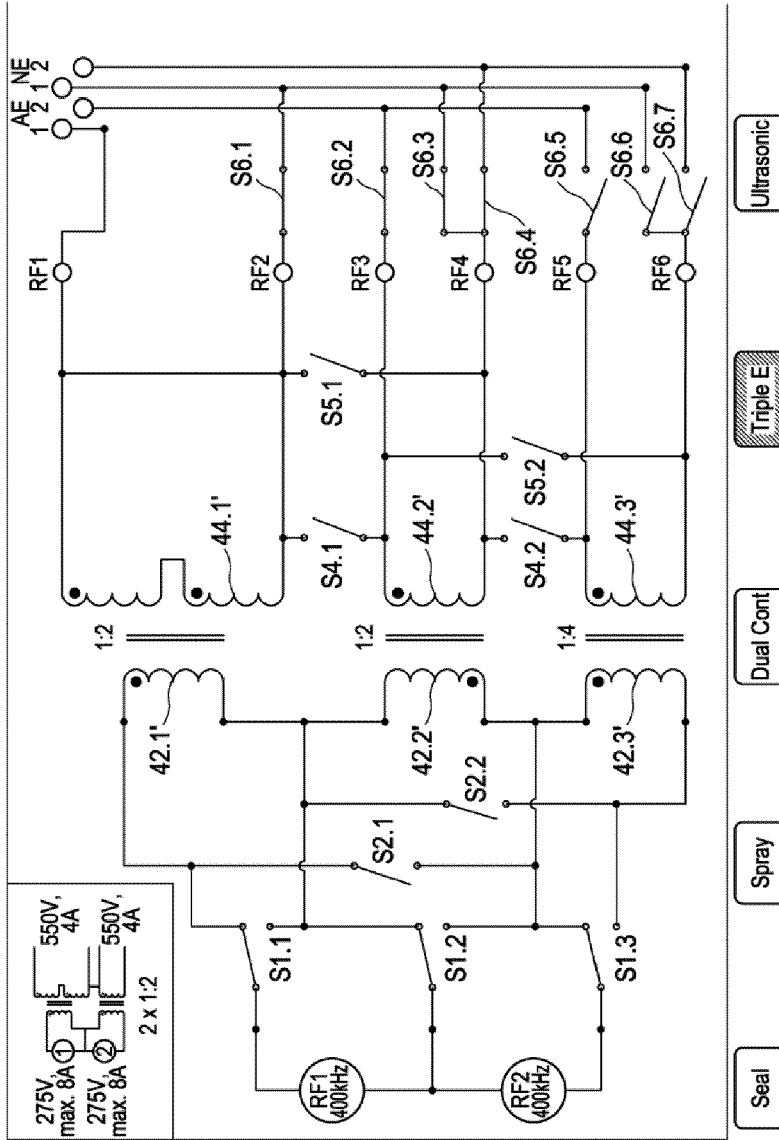 275V, max. 8A
1
550V, 4A
275V, max. 8A
2
550V, 4A
2 x 1:2
AE
NE
1 2 1 2
RF1
RF2
RF3
RF4
RF5
RF6
S6.1
S6.2
S6.3
S6.4
S6.5
S6.6
S6.7
S5.1
S5.2
S4.1
S4.2
44.1'
44.2'
44.3'
1:2
1:2
1:4
42.1'
42.2'
42.3'
S2.1
S2.2
S1.1
S1.2
S1.3
RF1
400kHz
RF2
400kHz
Seal
Spray
Dual Cont
Triple E
Ultrasonic